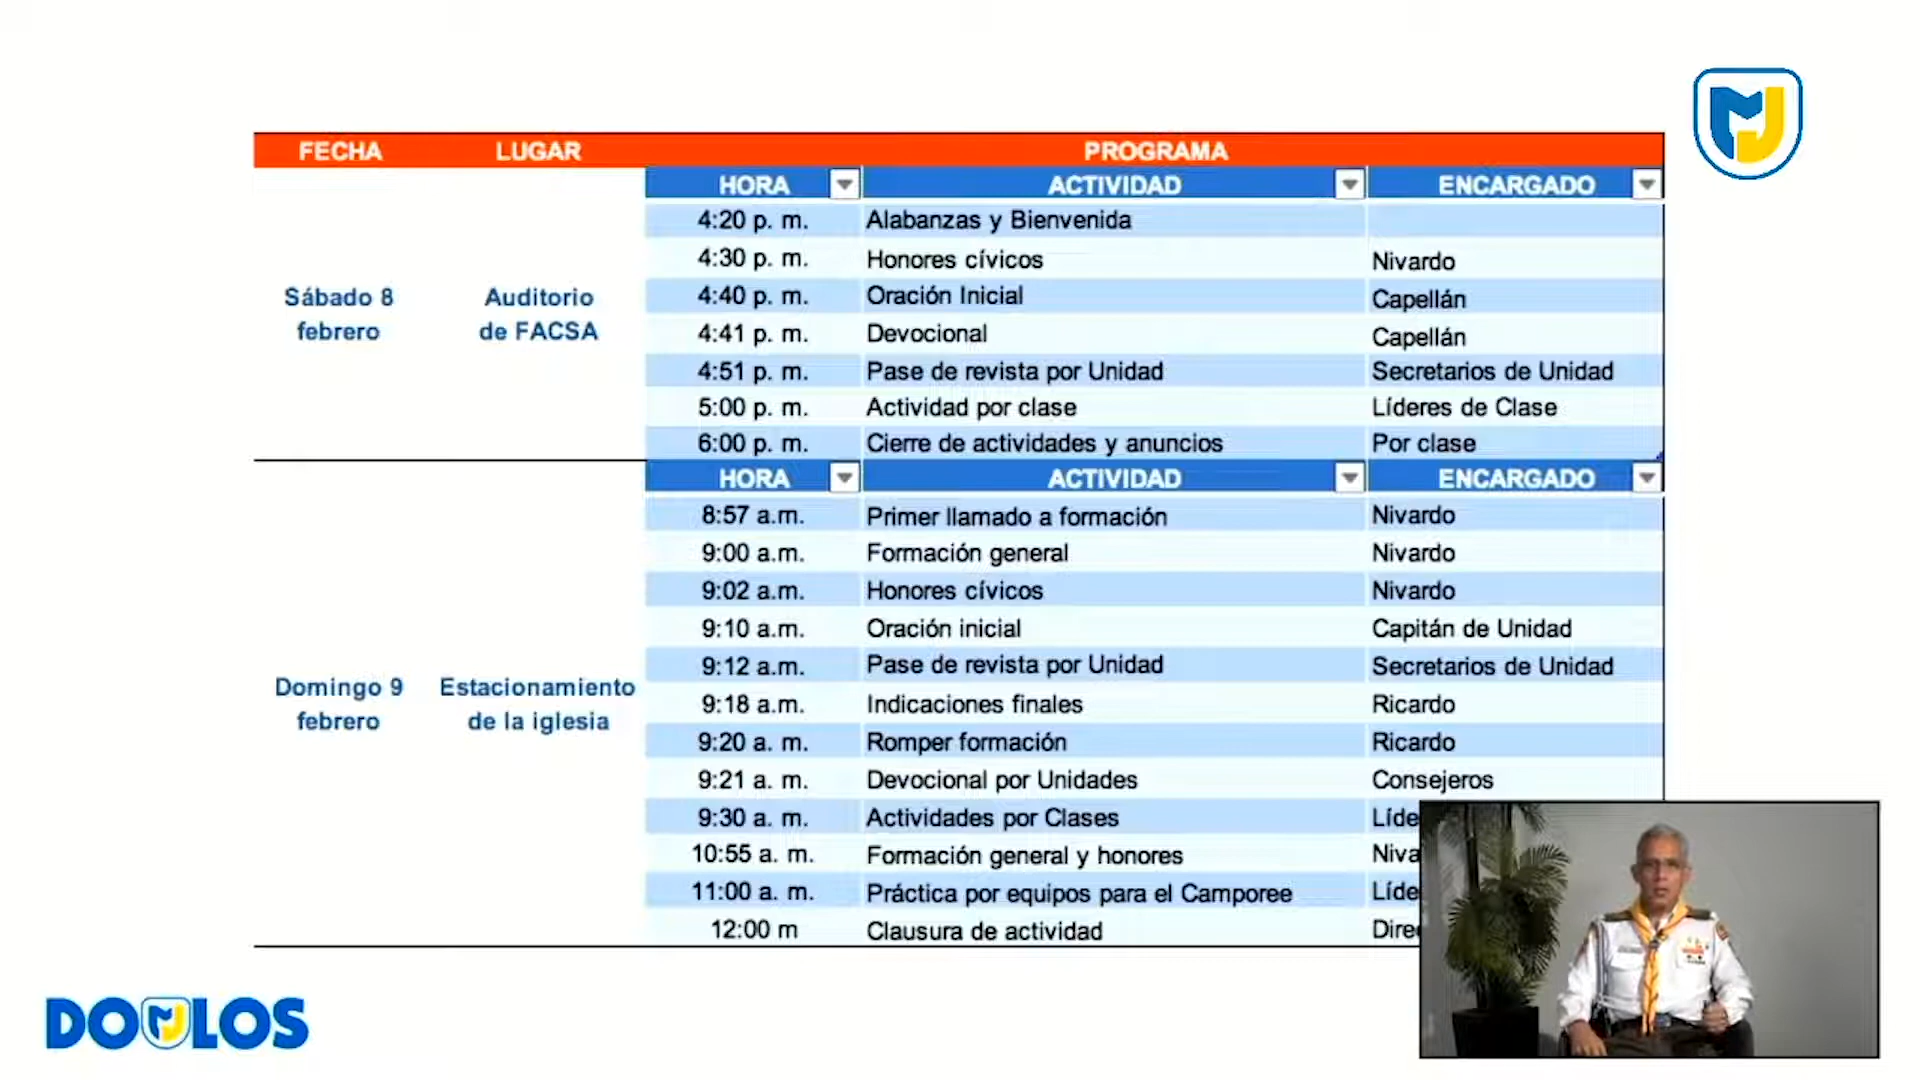 FECHA LUGAR PROGRAMA
HORA ACTIVIDAD ENCARGADO
4:20 p. m. Alabanzas y Bienvenida
4:30 p. m. Honores cívicos Nivardo
4:40 p. m. Oración Inicial Capellán
4:41 p. m. Devocional Capellán
4:51 p. m. Pase de revista por Unidad Secretarios de Unidad
5:00 p. m. Actividad por clase Líderes de Clase
6:00 p. m. Cierre de actividades y anuncios Por clase
Sábado 8
febrero
Auditorio
de FACSA
HORA ACTIVIDAD ENCARGADO
8:57 a.m. Primer llamado a formación Nivardo
9:00 a.m. Formación general Nivardo
9:02 a.m. Honores cívicos Nivardo
9:10 a.m. Oración inicial Capitán de Unidad
9:12 a.m. Pase de revista por Unidad Secretarios de Unidad
9:18 a.m. Indicaciones finales Ricardo
9:20 a. m. Romper formación Ricardo
9:21 a. m. Devocional por Unidades Consejeros
9:30 a. m. Actividades por Clases Líde
10:55 a. m. Formación general y honores Niva
11:00 a. m. Práctica por equipos para el Camporee Líde
12:00 m Clausura de actividad Direc
Domingo 9
febrero
Estacionamiento
de la iglesia
MJ
DOULOS